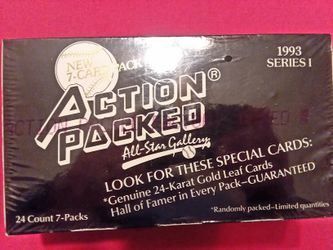 NEW
7-CARD PACK
1993
SERIES I
ACTION
PACKED®
All-Star Gallery
LOOK FOR THESE SPECIAL CARDS:
*Genuine 24-Karat Gold Leaf Cards
Hall of Famer in Every Pack—GUARANTEED
24 Count 7-Packs
*Randomly packed—Limited quantities